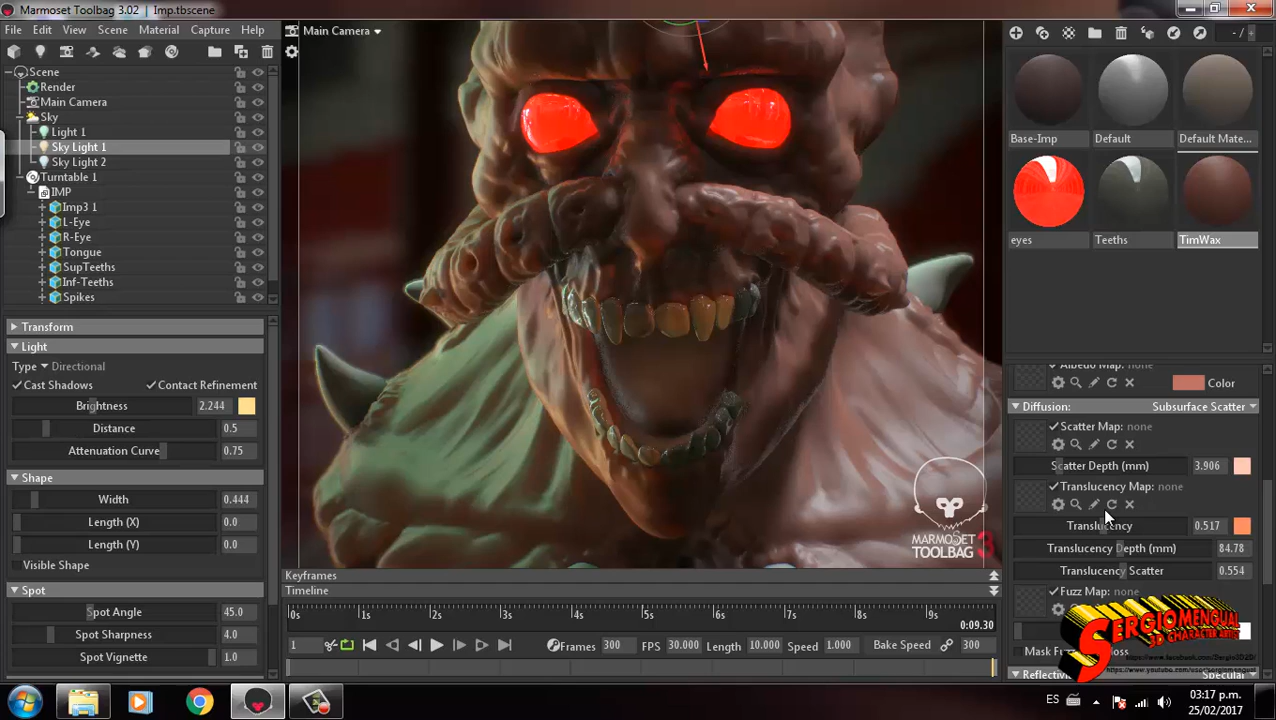 Marmoset Toolbag 3.02 | Imp.tbscene
File Edit View Scene Material Capture Help
Scene
Render
Main Camera
Sky
Light 1
Sky Light 1
Sky Light 2
Turntable 1
IMP
Imp3 1
L-Eye
R-Eye
Tongue
SupTeeths
Inf-Teeths
Spikes
Transform
Light
Type Directional
Cast Shadows Contact Refinement
Brightness 2.244
Distance 0.5
Attenuation Curve 0.75
Shape
Width 0.444
Length (X) 0.0
Length (Y) 0.0
Visible Shape
Spot
Spot Angle 45.0
Spot Sharpness 4.0
Spot Vignette 1.0
Main Camera
MARMOSET
TOOLBAG 3
Keyframes
0s 1s 2s 3s 4s 5s 6s 7s 8s 9s
0:09.30
1 Frames 300 FPS 30.000 Length 10.000 Speed 1.000 Bake Speed 300
- /
Base-Imp Default Default Mate...
eyes Teeths TimWax
Albedo Map: none
Color
Diffusion: Subsurface Scatter
Scatter Map: none
Scatter Depth (mm) 3.906
Translucency Map: none
Translucency 0.517
Translucency Depth (mm) 84.78
Translucency Scatter 0.554
Fuzz Map: none
Mask Fuzz
SERGIOMENGUAL
3D CHARACTER ARTIST
Specular
ES
03:17 p.m.
25/02/2017